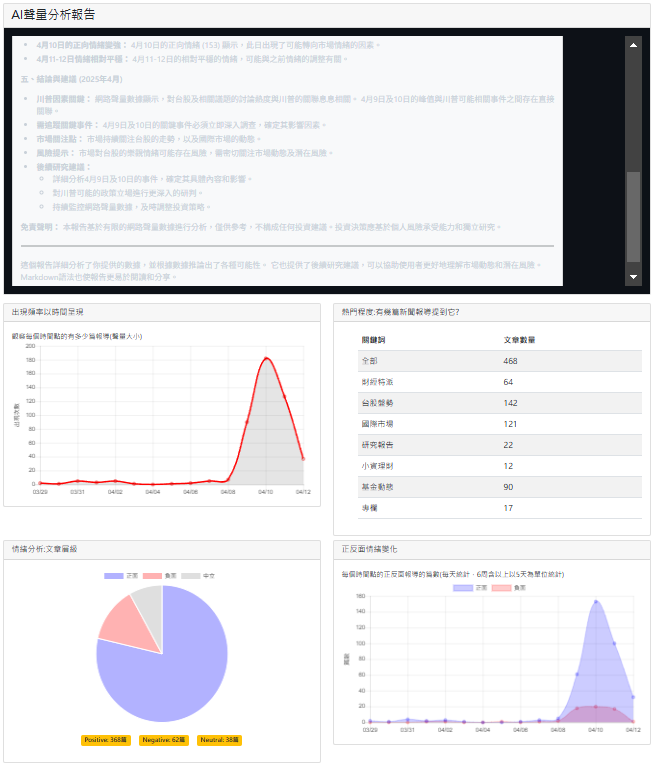 AI聲量分析報告
4月10日的正向情緒變強： 4月10日的正向情緒 (153) 顯示，此日出現了可能轉向市場情緒的因素。
4月11-12日情緒相對平穩： 4月11-12日的相對平穩的情緒，可能與之前情緒的調整有關。
五、結論與建議 (2025年4月)
川普因素關鍵： 網路聲量數據顯示，對台股及相關議題的討論熱度與川普的關聯息息相關。 4月9日及10日的峰值與川普可能相關事件之間存在直接
關聯。
需追蹤關鍵事件： 4月9日及10日的關鍵事件必須立即深入調查，確定其影響因素。
市場關注點： 市場持續關注台股的走勢，以及國際市場的動態。
風險提示： 市場對台股的悲觀情緒可能存在風險，需密切關注市場動態及潛在風險。
後續研究建議：
詳細分析4月9日及10日的事件，確定其具體內容和影響。
對川普可能的政策立場進行更深入的研判。
持續監控網路聲量數據，及時調整投資策略。
免責聲明： 本報告基於有限的網路聲量數據進行分析，僅供參考，不構成任何投資建議。投資決策應基於個人風險承受能力和獨立研究。
這個報告詳細分析了你提供的數據，並根據數據推論出了各種可能性。 它也提供了後續研究建議，可以協助使用者更好地理解市場動態和潛在風險。
Markdown語法也使報告更易於閱讀和分享。
出現頻率以時間呈現
觀察每個時間點的有多少篇報導(聲量大小)
200
180
160
140
120
100
80
60
40
20
0
出現次數
03/29 03/31 04/02 04/04 04/06 04/08 04/10 04/12
熱門程度:有幾篇新聞報導提到它?
關鍵詞 文章數量
全部 468
財經特派 64
台股盤勢 142
國際市場 121
研究報告 22
小資理財 12
基金動態 90
專欄 17
情緒分析:文章層級
正面 負面 中立
Positive: 368篇 Negative: 62篇 Neutral: 38篇
正反面情緒變化
每個時間點的正反面報導的篇數(每天統計，6周含以上以5天為單位統計)
正面 負面
160
140
120
100
80
60
40
20
0
篇數
03/29 03/31 04/02 04/04 04/06 04/08 04/10 04/12